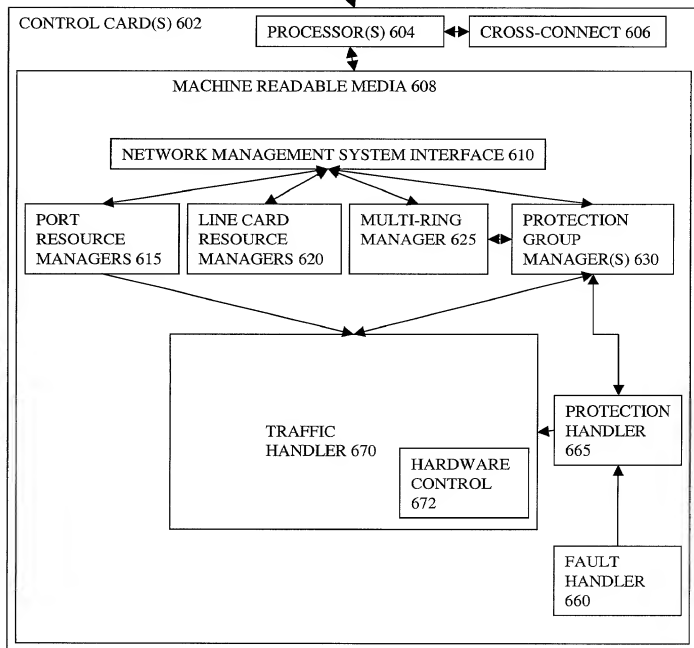 CONTROL CARD(S) 602
PROCESSOR(S) 604
CROSS-CONNECT 606
MACHINE READABLE MEDIA 608
NETWORK MANAGEMENT SYSTEM INTERFACE 610
PORT
RESOURCE
MANAGERS 615
LINE CARD
RESOURCE
MANAGERS 620
MULTI-RING
MANAGER 625
PROTECTION
GROUP
MANAGER(S) 630
TRAFFIC
HANDLER 670
HARDWARE
CONTROL
672
PROTECTION
HANDLER
665
FAULT
HANDLER
660